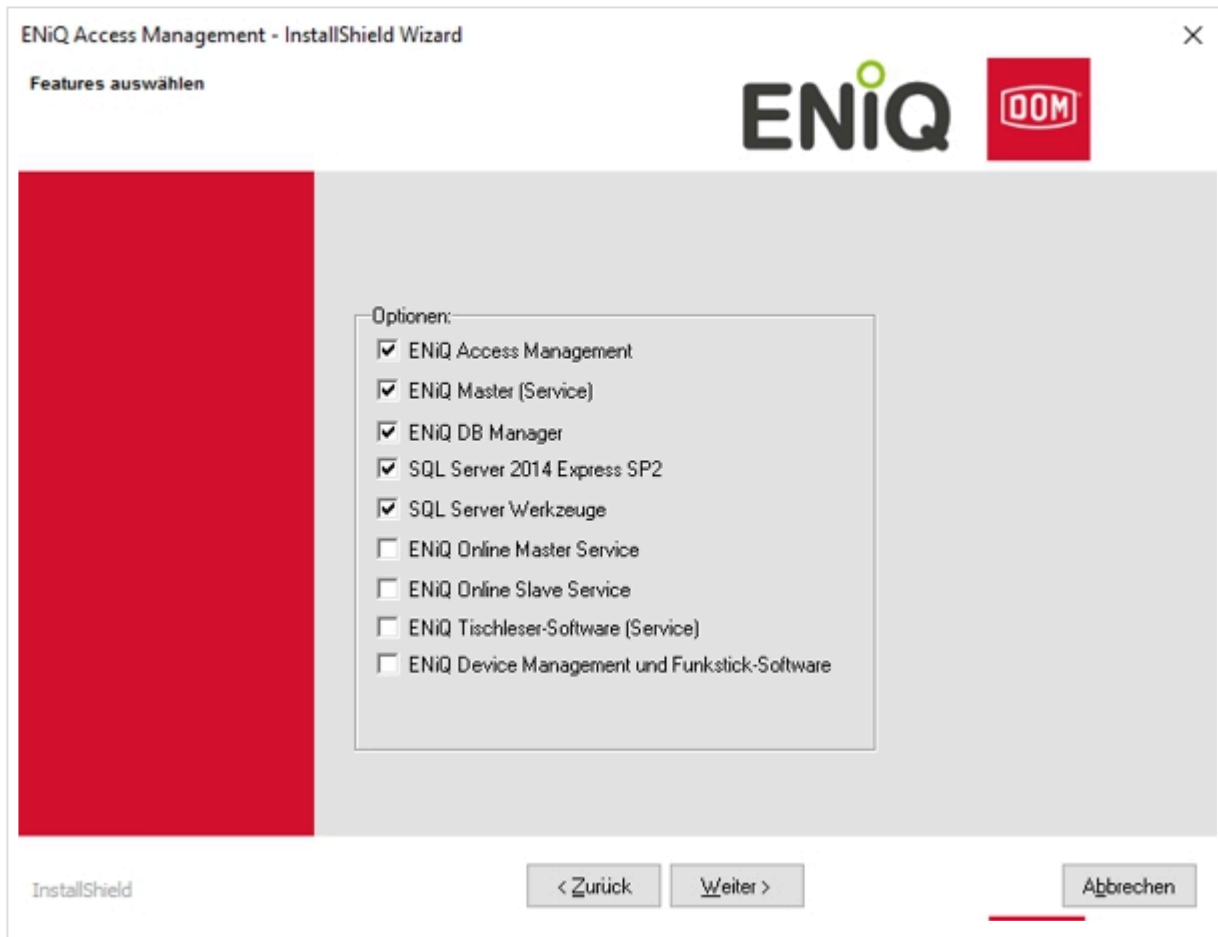 ENiQ Access Management - InstallShield Wizard
Features auswählen
ENiQ
DOM
Optionen:
ENiQ Access Management
ENiQ Master (Service)
ENiQ DB Manager
SQL Server 2014 Express SP2
SQL Server Werkzeuge
ENiQ Online Master Service
ENiQ Online Slave Service
ENiQ Tischleser-Software (Service)
ENiQ Device Management und Funkstick-Software
InstallShield
< Zurück
Weiter >
Abbrechen